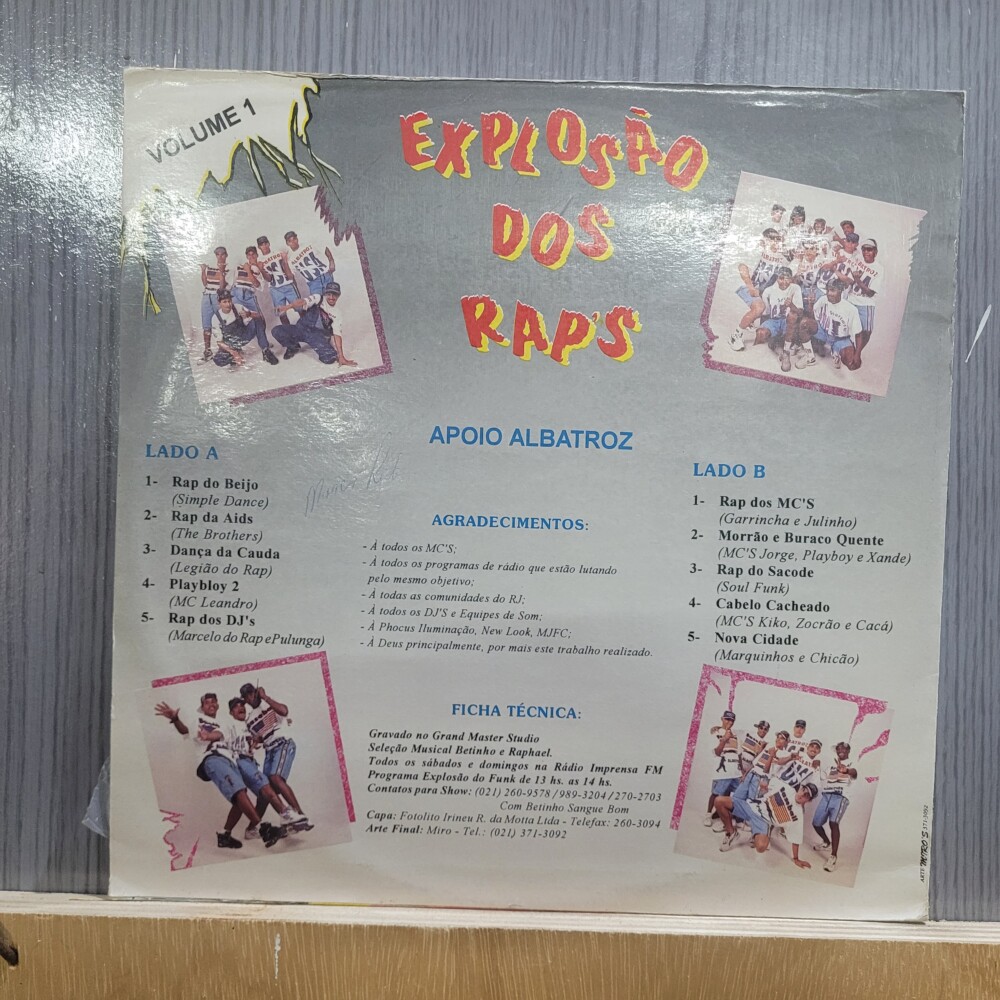 VOLUME 1
EXPLOSÃO
DOS
RAP'S
APOIO ALBATROZ
LADO A
1- Rap do Beijo
(Simple Dance)
2- Rap da Aids
(The Brothers)
3- Dança da Cauda
(Legião do Rap)
4- Playbloy 2
(MC Leandro)
5- Rap dos DJ's
(Marcelo do Rap e Pulunga)
AGRADECIMENTOS:
- À todos os MC'S;
- À todos os programas de rádio que estão lutando
pelo mesmo objetivo;
- À todas as comunidades do RJ;
- À todos os DJ'S e Equipes de Som;
- À Phocus Iluminação, New Look, MJFC;
- À Deus principalmente, por mais este trabalho realizado.
LADO B
1- Rap dos MC'S
(Garrincha e Julinho)
2- Morrão e Buraco Quente
(MC'S Jorge, Playboy e Xande)
3- Rap do Sacode
(Soul Funk)
4- Cabelo Cacheado
(MC'S Kiko, Zocrão e Cacá)
5- Nova Cidade
(Marquinhos e Chicão)
FICHA TÉCNICA:
Gravado no Grand Master Studio
Seleção Musical Betinho e Raphael.
Todos os sábados e domingos na Rádio Imprensa FM
Programa Explosão do Funk de 13 hs. as 14 hs.
Contatos para Show: (021) 260-9578 / 989-3204 / 270-2703
Com Betinho Sangue Bom
Capa: Fotolito Irineu R. da Motta Ltda - Telefax: 260-3094
Arte Final: Miro - Tel.: (021) 371-3092
ARTE MIRO'S 371-3092